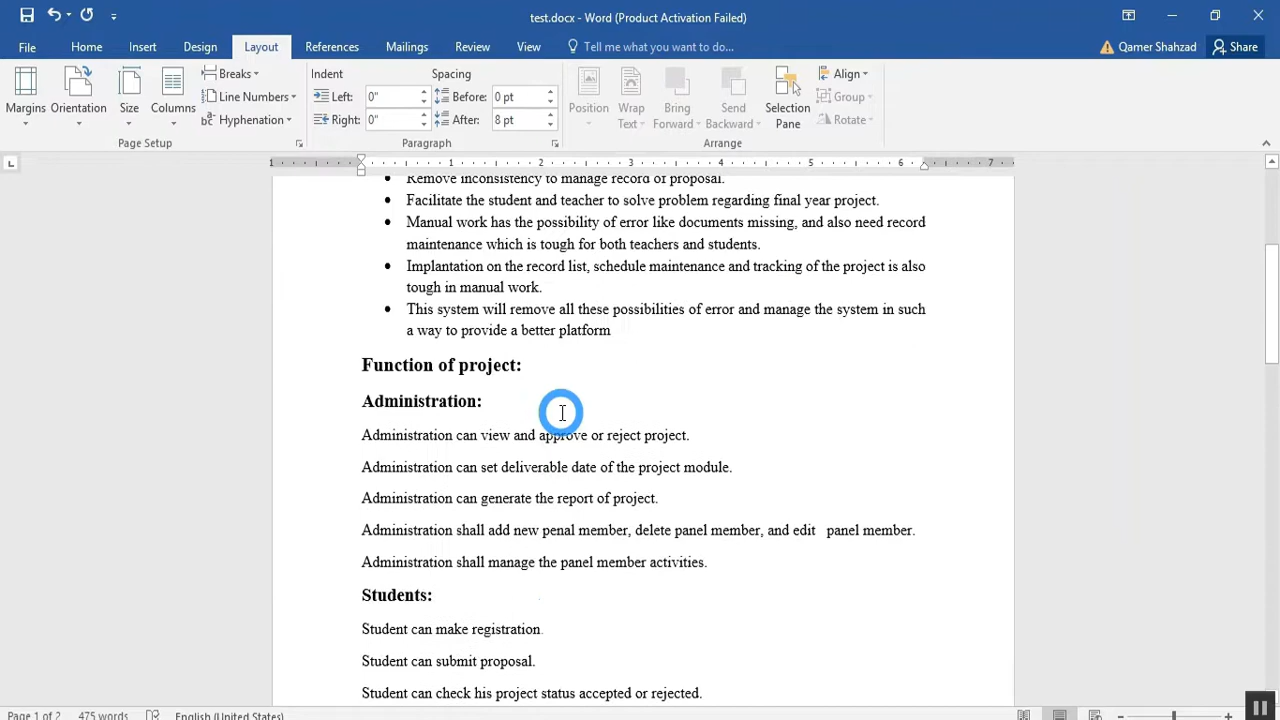 test.docx - Word (Product Activation Failed)
File Home Insert Design Layout References Mailings Review View Tell me what you want to do... Qamer Shahzad Share
Margins Orientation Size Columns Breaks Line Numbers Hyphenation
Page Setup
Indent Spacing
Left: 0" Before: 0 pt
Right: 0" After: 8 pt
Paragraph
Position Wrap Text Bring Forward Send Backward Selection Pane Align Group Rotate
Arrange
1 1 2 3 4 5 6 7
Remove inconsistency to manage record of proposal.
Facilitate the student and teacher to solve problem regarding final year project.
Manual work has the possibility of error like documents missing, and also need record
maintenance which is tough for both teachers and students.
Implantation on the record list, schedule maintenance and tracking of the project is also
tough in manual work.
This system will remove all these possibilities of error and manage the system in such
a way to provide a better platform
Function of project:
Administration:
Administration can view and approve or reject project.
Administration can set deliverable date of the project module.
Administration can generate the report of project.
Administration shall add new penal member, delete panel member, and edit panel member.
Administration shall manage the panel member activities.
Students:
Student can make registration.
Student can submit proposal.
Student can check his project status accepted or rejected.
Page 1 of 2 475 words English (United States)